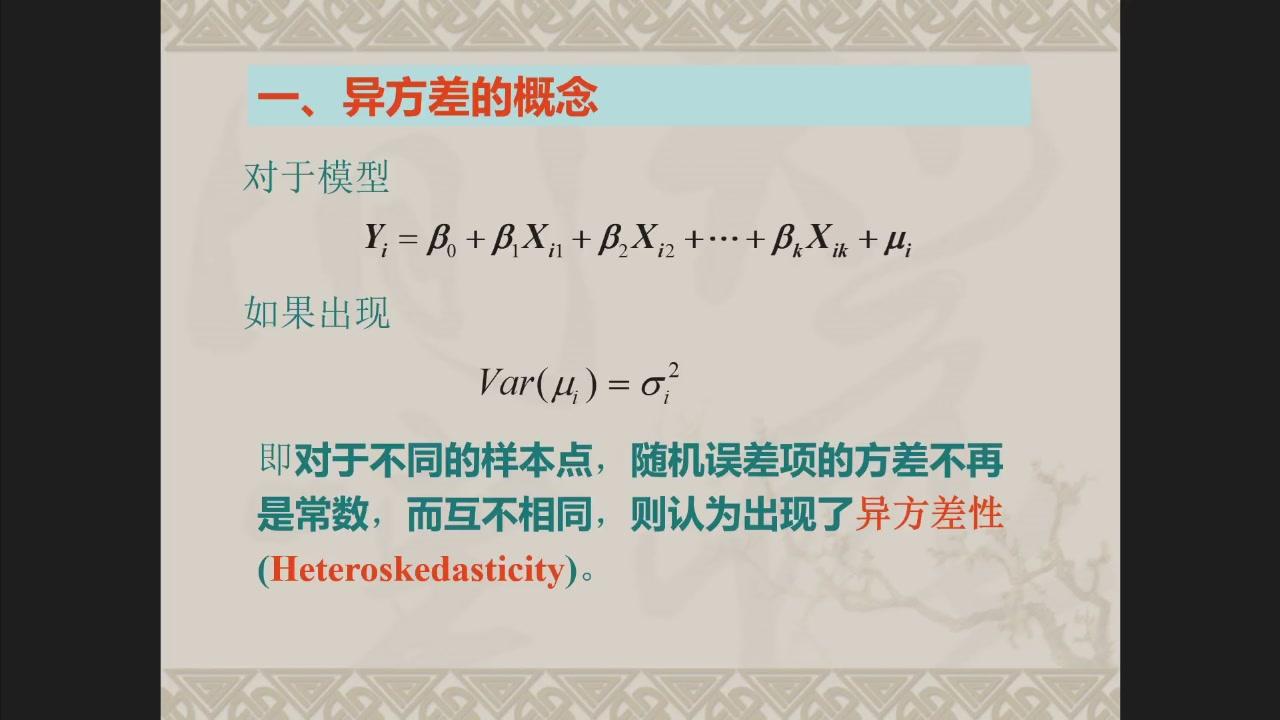 一、异方差的概念
对于模型
Yᵢ = β₀ + β₁Xᵢ₁ + β₂Xᵢ₂ + ··· + βₖXᵢₖ + μᵢ
如果出现
Var(μᵢ) = σᵢ²
即对于不同的样本点，随机误差项的方差不再
是常数，而互不相同，则认为出现了异方差性
(Heteroskedasticity)。